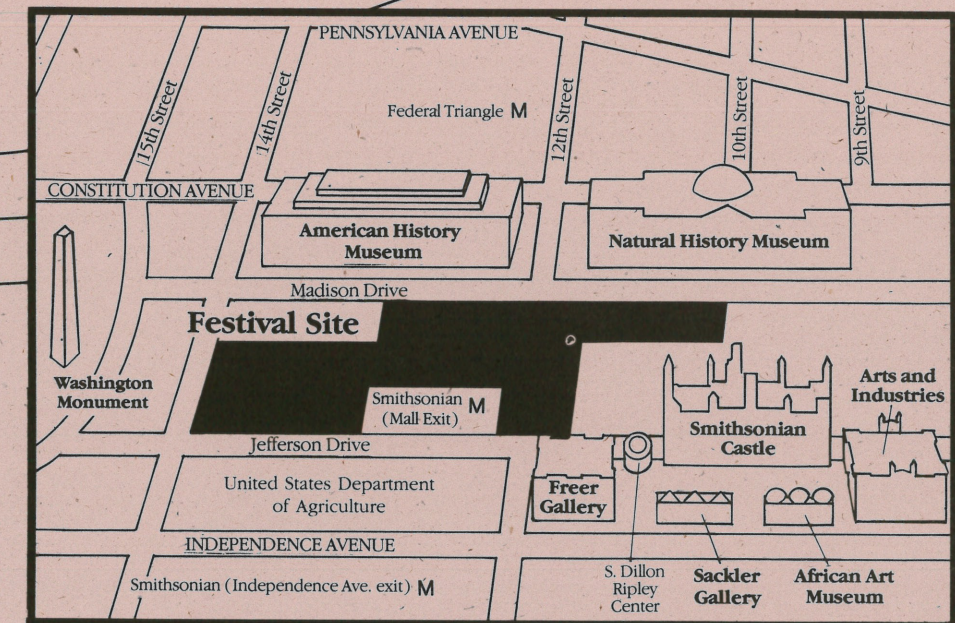 PENNSYLVANIA AVENUE
15th Street
14th Street
Federal Triangle M
12th Street
10th Street
9th Street
CONSTITUTION AVENUE
American History
Museum
Natural History Museum
Madison Drive
Festival Site
Washington
Monument
Smithsonian M
(Mall Exit)
Arts and
Industries
Smithsonian
Castle
Jefferson Drive
United States Department
of Agriculture
Freer
Gallery
INDEPENDENCE AVENUE
Smithsonian (Independence Ave. exit) M
S. Dillon
Ripley
Center
Sackler
Gallery
African Art
Museum